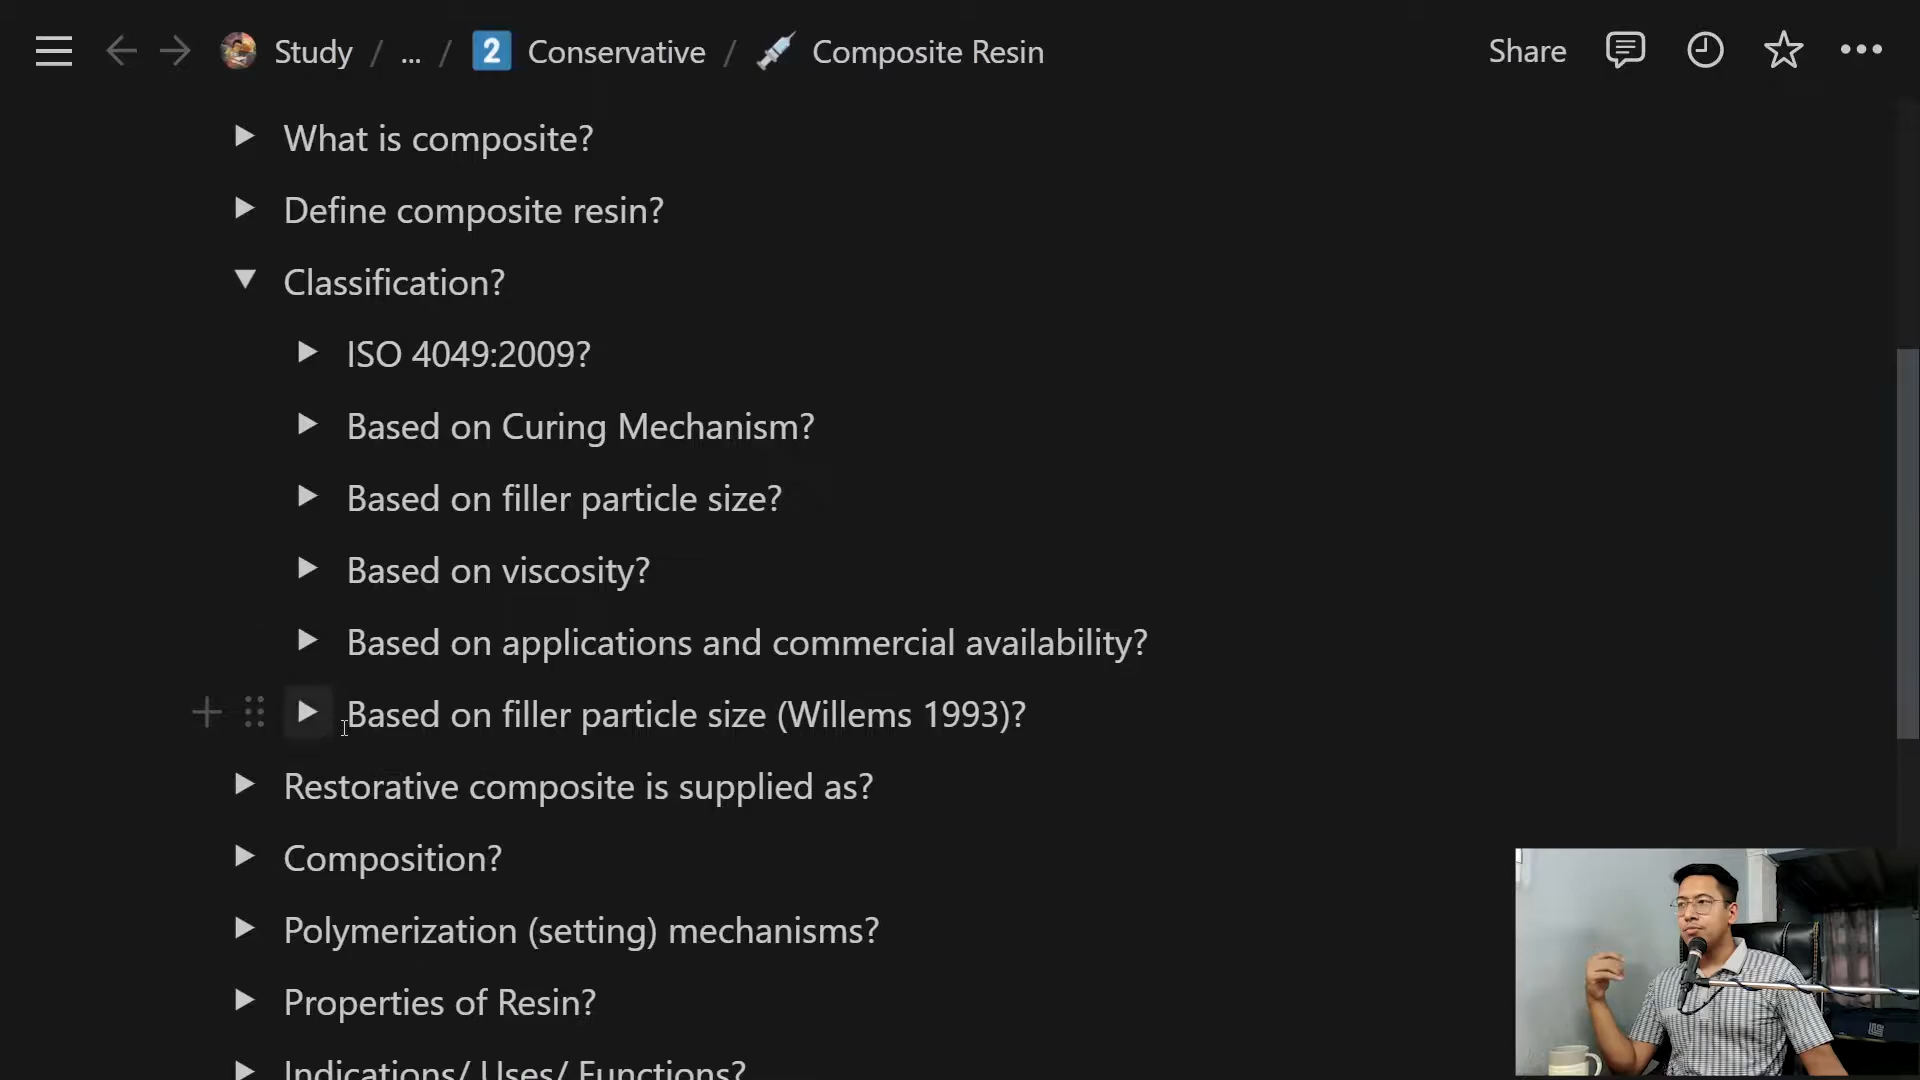 Study / ... / 2 Conservative / Composite Resin
Share
What is composite?
Define composite resin?
Classification?
ISO 4049:2009?
Based on Curing Mechanism?
Based on filler particle size?
Based on viscosity?
Based on applications and commercial availability?
Based on filler particle size (Willems 1993)?
Restorative composite is supplied as?
Composition?
Polymerization (setting) mechanisms?
Properties of Resin?
Indications/ Uses/ Functions?